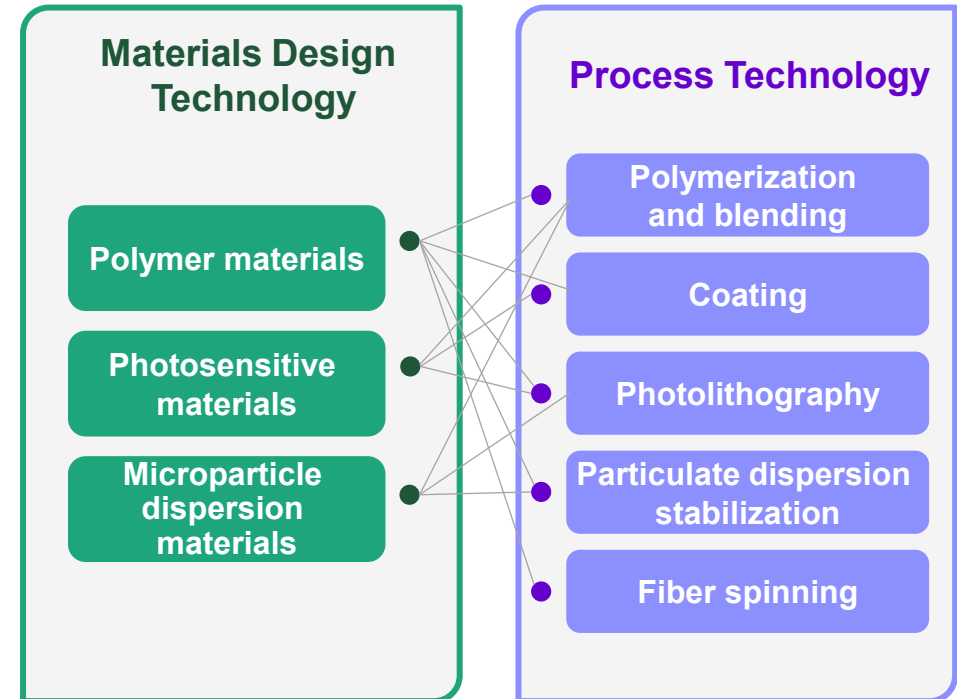 Materials Design
Technology
Polymer materials
Photosensitive
materials
Microparticle
dispersion
materials
Process Technology
Polymerization
and blending
Coating
Photolithography
Particulate dispersion
stabilization
Fiber spinning